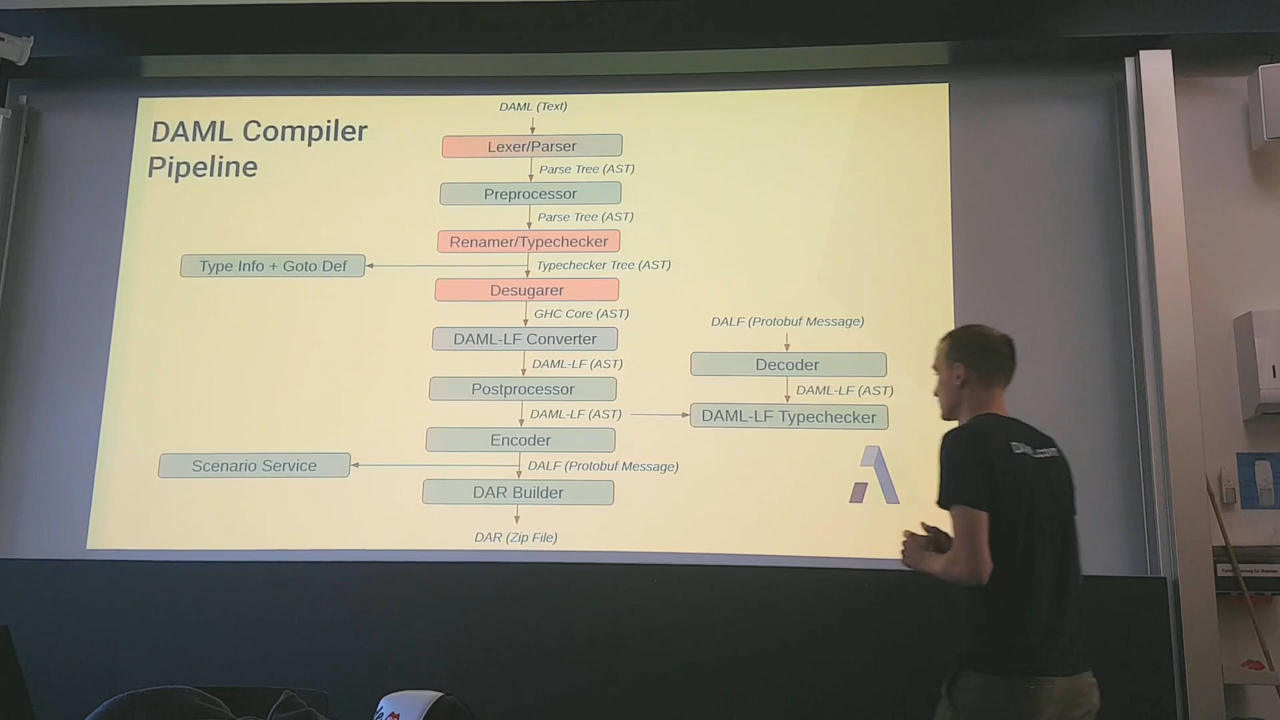 DAML Compiler
Pipeline
DAML (Text)
Lexer/Parser
Parse Tree (AST)
Preprocessor
Parse Tree (AST)
Renamer/Typechecker
Typechecker Tree (AST)
Type Info + Goto Def
Desugarer
GHC Core (AST)
DAML-LF Converter
DAML-LF (AST)
Postprocessor
DAML-LF (AST)
Encoder
DALF (Protobuf Message)
Scenario Service
DAR Builder
DAR (Zip File)
DALF (Protobuf Message)
Decoder
DAML-LF (AST)
DAML-LF Typechecker